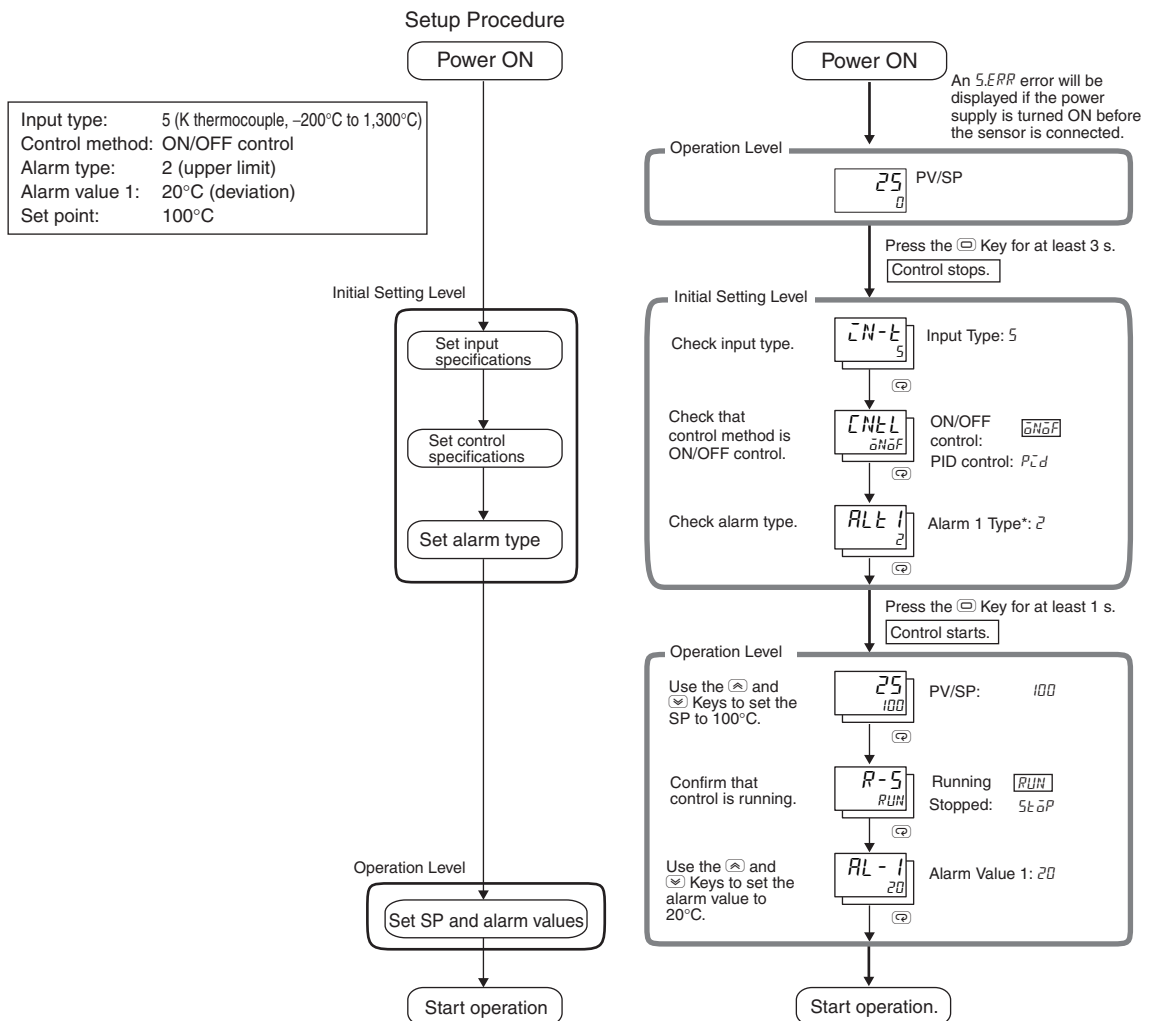 Setup Procedure
Power ON
Input type: 5 (K thermocouple, −200°C to 1,300°C)
Control method: ON/OFF control
Alarm type: 2 (upper limit)
Alarm value 1: 20°C (deviation)
Set point: 100°C
Initial Setting Level
Set input
specifications
Set control
specifications
Set alarm type
Operation Level
Set SP and alarm values
Start operation
Power ON
An S.ERR error will be
displayed if the power
supply is turned ON before
the sensor is connected.
Operation Level
25
0
PV/SP
Press the Key for at least 3 s.
Control stops.
Initial Setting Level
Check input type.
IN-t
5
Input Type: 5
Check that
control method is
ON/OFF control.
CNtL
oNoF
ON/OFF
control: oNoF
PID control: PId
Check alarm type.
ALt1
2
Alarm 1 Type*: 2
Press the Key for at least 1 s.
Control starts.
Operation Level
Use the and
Keys to set the
SP to 100°C.
25
100
PV/SP: 100
Confirm that
control is running.
R-S
RUN
Running RUN
Stopped: StoP
Use the and
Keys to set the
alarm value to
20°C.
AL-1
20
Alarm Value 1: 20
Start operation.